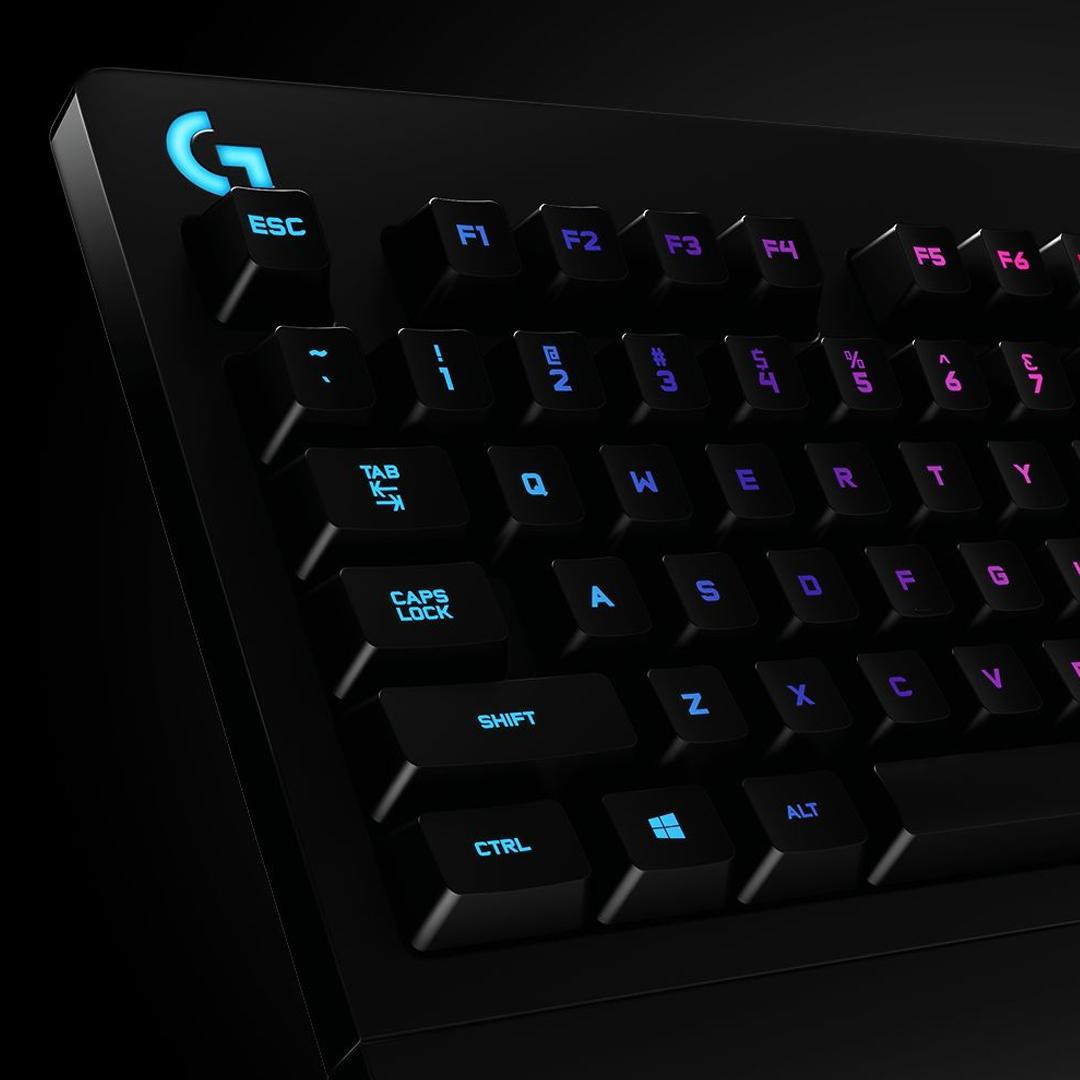 G
ESC F1 F2 F3 F4 F5 F6
~ ! @ # $ % ^ &
` 1 2 3 4 5 6 7
TAB Q W E R T Y
CAPS LOCK A S D F G
SHIFT Z X C V
CTRL ALT